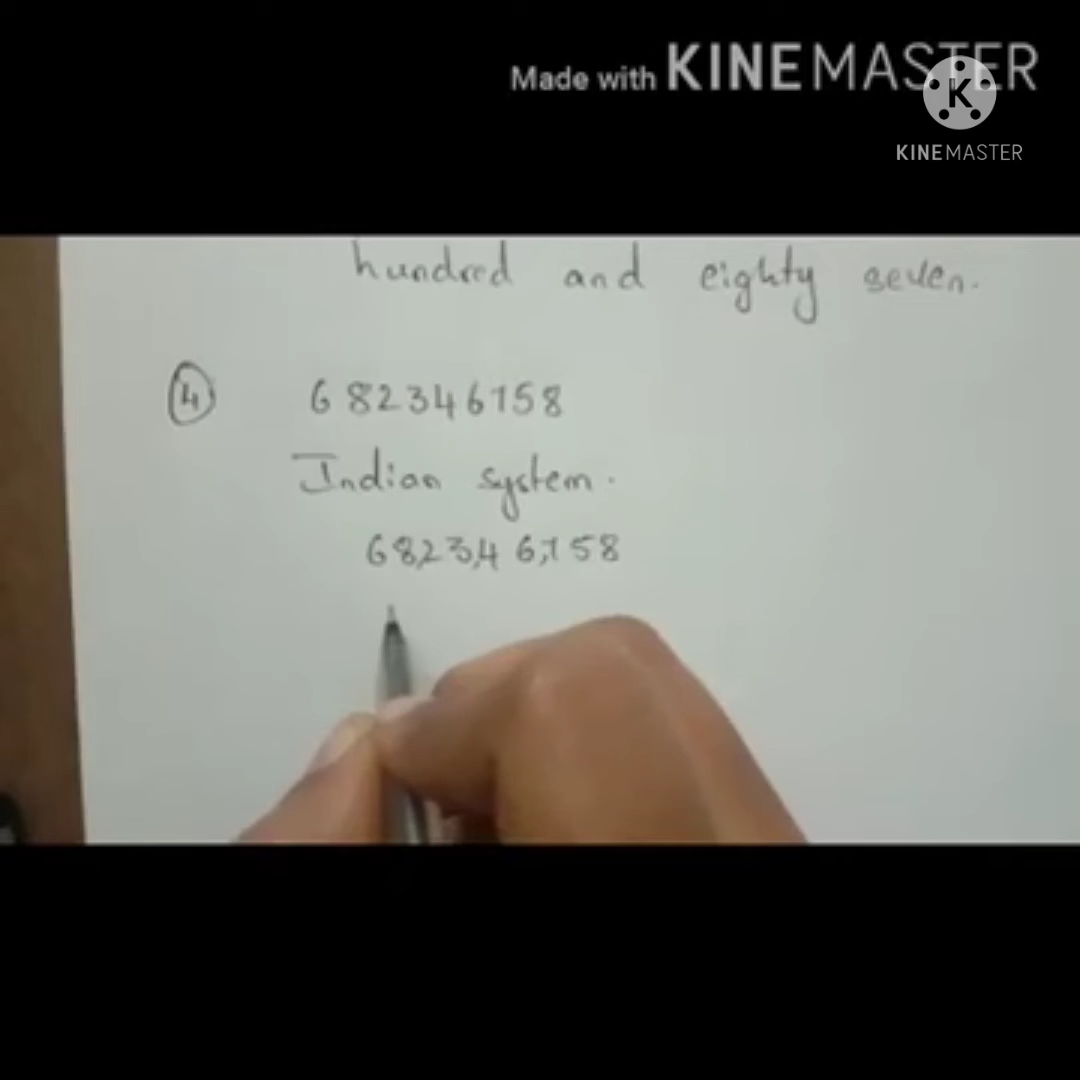 Made with KINEMASTER
K
KINEMASTER
hundred and eighty seven.
4 682346158
Indian system.
68,23,46,158